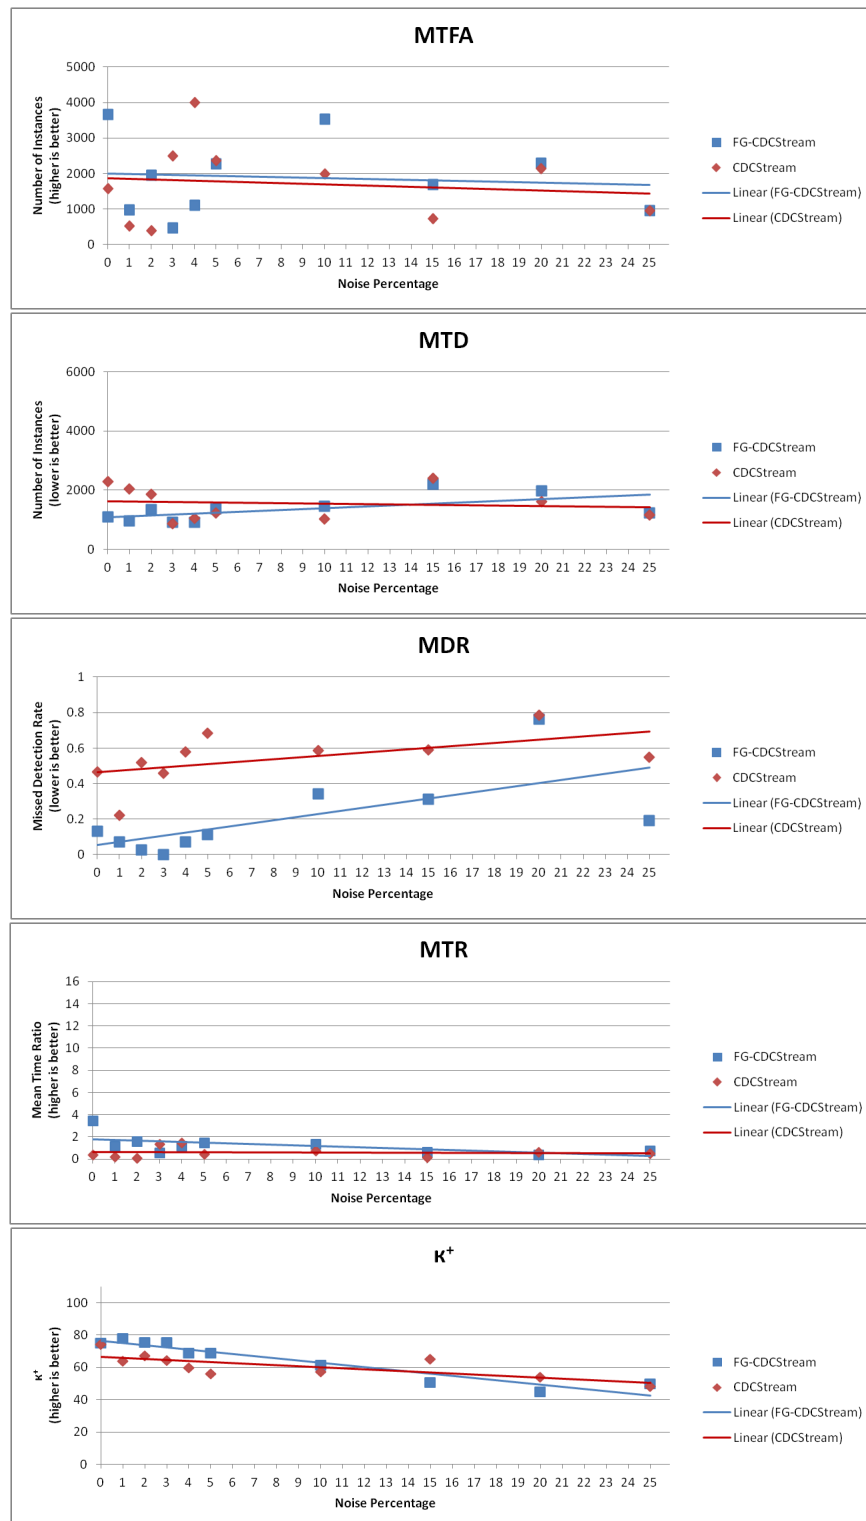 MTFA
Number of Instances
(higher is better)
5000
4000
3000
2000
1000
0
0 1 2 3 4 5 6 7 8 9 10 11 12 13 14 15 16 17 18 19 20 21 22 23 24 25
Noise Percentage
FG-CDCStream
CDCStream
Linear (FG-CDCStream)
Linear (CDCStream)
MTD
Number of Instances
(lower is better)
6000
4000
2000
0
0 1 2 3 4 5 6 7 8 9 10 11 12 13 14 15 16 17 18 19 20 21 22 23 24 25
Noise Percentage
FG-CDCStream
CDCStream
Linear (FG-CDCStream)
Linear (CDCStream)
MDR
Missed Detection Rate
(lower is better)
1
0.8
0.6
0.4
0.2
0
0 1 2 3 4 5 6 7 8 9 10 11 12 13 14 15 16 17 18 19 20 21 22 23 24 25
Noise Percentage
FG-CDCStream
CDCStream
Linear (FG-CDCStream)
Linear (CDCStream)
MTR
Mean Time Ratio
(higher is better)
16
14
12
10
8
6
4
2
0
0 1 2 3 4 5 6 7 8 9 10 11 12 13 14 15 16 17 18 19 20 21 22 23 24 25
Noise Percentage
FG-CDCStream
CDCStream
Linear (FG-CDCStream)
Linear (CDCStream)
κ⁺
κ⁺
(higher is better)
100
80
60
40
20
0
0 1 2 3 4 5 6 7 8 9 10 11 12 13 14 15 16 17 18 19 20 21 22 23 24 25
Noise Percentage
FG-CDCStream
CDCStream
Linear (FG-CDCStream)
Linear (CDCStream)